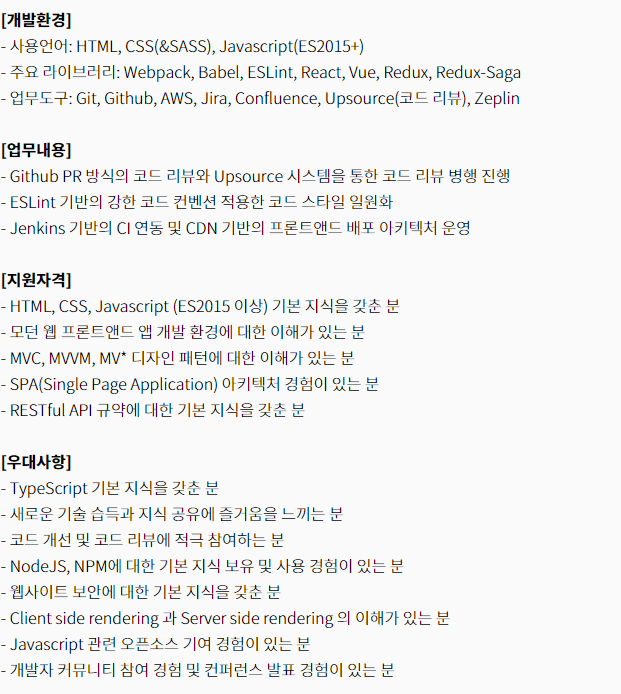 [개발환경]
- 사용언어: HTML, CSS(&SASS), Javascript(ES2015+)
- 주요 라이브러리: Webpack, Babel, ESLint, React, Vue, Redux, Redux-Saga
- 업무도구: Git, Github, AWS, Jira, Confluence, Upsource(코드 리뷰), Zeplin
[업무내용]
- Github PR 방식의 코드 리뷰와 Upsource 시스템을 통한 코드 리뷰 병행 진행
- ESLint 기반의 강한 코드 컨벤션 적용한 코드 스타일 일원화
- Jenkins 기반의 CI 연동 및 CDN 기반의 프론트앤드 배포 아키텍처 운영
[지원자격]
- HTML, CSS, Javascript (ES2015 이상) 기본 지식을 갖춘 분
- 모던 웹 프론트앤드 앱 개발 환경에 대한 이해가 있는 분
- MVC, MVVM, MV* 디자인 패턴에 대한 이해가 있는 분
- SPA(Single Page Application) 아키텍처 경험이 있는 분
- RESTful API 규약에 대한 기본 지식을 갖춘 분
[우대사항]
- TypeScript 기본 지식을 갖춘 분
- 새로운 기술 습득과 지식 공유에 즐거움을 느끼는 분
- 코드 개선 및 코드 리뷰에 적극 참여하는 분
- NodeJS, NPM에 대한 기본 지식 보유 및 사용 경험이 있는 분
- 웹사이트 보안에 대한 기본 지식을 갖춘 분
- Client side rendering 과 Server side rendering 의 이해가 있는 분
- Javascript 관련 오픈소스 기여 경험이 있는 분
- 개발자 커뮤니티 참여 경험 및 컨퍼런스 발표 경험이 있는 분